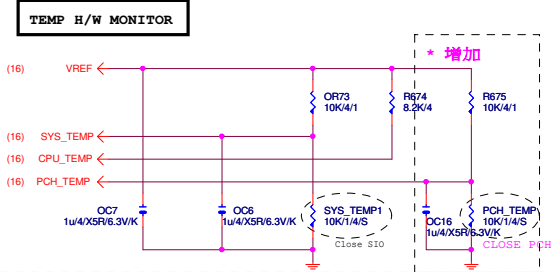 TEMP H/W MONITOR
* 增加
(16) VREF
OR73
10K/4/1
R674
8.2K/4
R675
10K/4/1
(16) SYS_TEMP
(16) CPU_TEMP
(16) PCH_TEMP
OC7
1u/4/X5R/6.3V/K
OC6
1u/4/X5R/6.3V/K
SYS_TEMP1
10K/1/4/S
Close SIO
OC16
1u/4/X5R/6.3V/K
PCH_TEMP
10K/1/4/S
CLOSE PCH